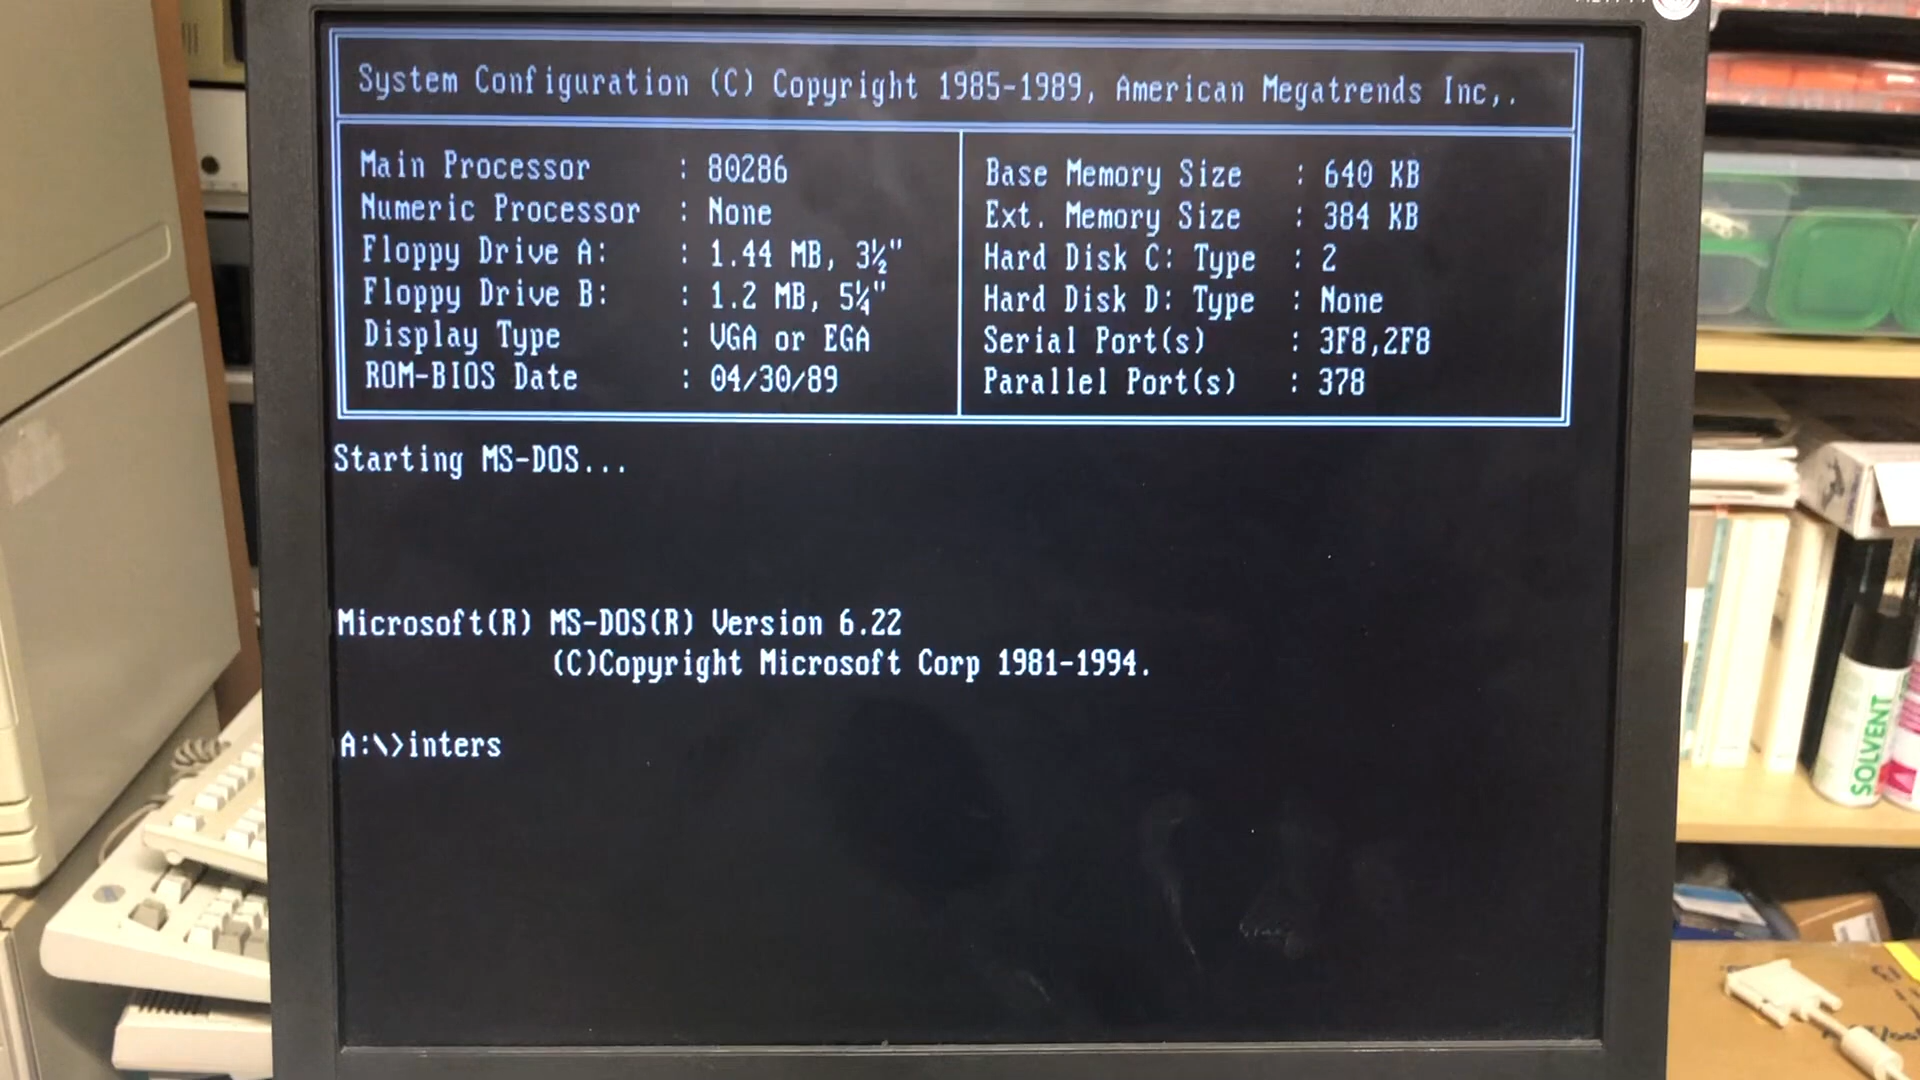 System Configuration (C) Copyright 1985-1989, American Megatrends Inc,.
Main Processor : 80286
Numeric Processor : None
Floppy Drive A: : 1.44 MB, 3½"
Floppy Drive B: : 1.2 MB, 5¼"
Display Type : VGA or EGA
ROM-BIOS Date : 04/30/89
Base Memory Size : 640 KB
Ext. Memory Size : 384 KB
Hard Disk C: Type : 2
Hard Disk D: Type : None
Serial Port(s) : 3F8,2F8
Parallel Port(s) : 378
Starting MS-DOS...
Microsoft(R) MS-DOS(R) Version 6.22
(C)Copyright Microsoft Corp 1981-1994.
A:\>inters
SOLVENT